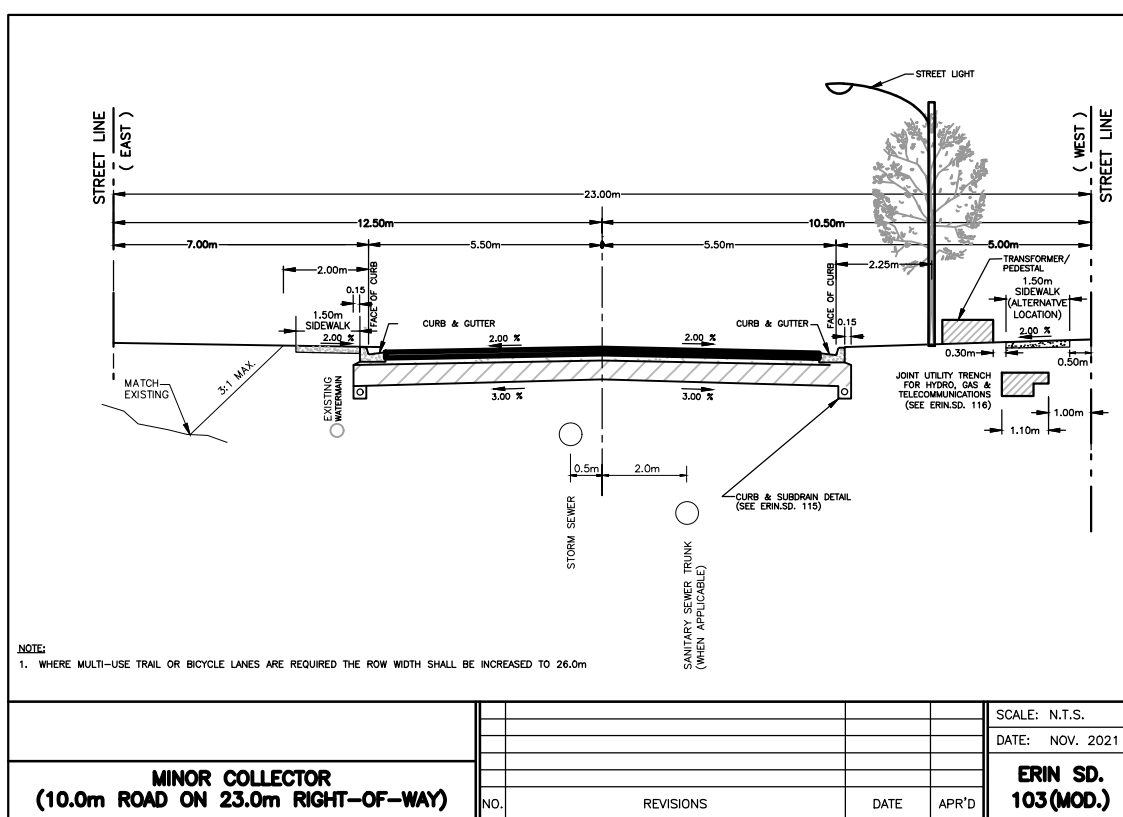 STREET LIGHT
STREET LINE
( EAST )
( WEST )
STREET LINE
23.00m
12.50m
10.50m
7.00m
5.50m
5.50m
5.00m
2.00m
2.25m
TRANSFORMER/
PEDESTAL
0.15
FACE OF CURB
FACE OF CURB
1.50m
SIDEWALK
(ALTERNATVE
LOCATION)
1.50m
SIDEWALK
CURB & GUTTER
CURB & GUTTER
0.15
2.00 %
2.00 %
2.00 %
2.00 %
0.30m
0.50m
MATCH
EXISTING
3:1 MAX.
EXISTING
WATERMAIN
3.00 %
3.00 %
JOINT UTILITY TRENCH
FOR HYDRO, GAS &
TELECOMMUNICATIONS
(SEE ERIN.SD. 116)
1.00m
1.10m
0.5m
2.0m
CURB & SUBDRAIN DETAIL
(SEE ERIN.SD. 115)
STORM SEWER
SANITARY SEWER TRUNK
(WHEN APPLICABLE)
NOTE:
1. WHERE MULTI-USE TRAIL OR BICYCLE LANES ARE REQUIRED THE ROW WIDTH SHALL BE INCREASED TO 26.0m
MINOR COLLECTOR
(10.0m ROAD ON 23.0m RIGHT-OF-WAY)
NO.
REVISIONS
DATE
APR'D
SCALE: N.T.S.
DATE: NOV. 2021
ERIN SD.
103(MOD.)